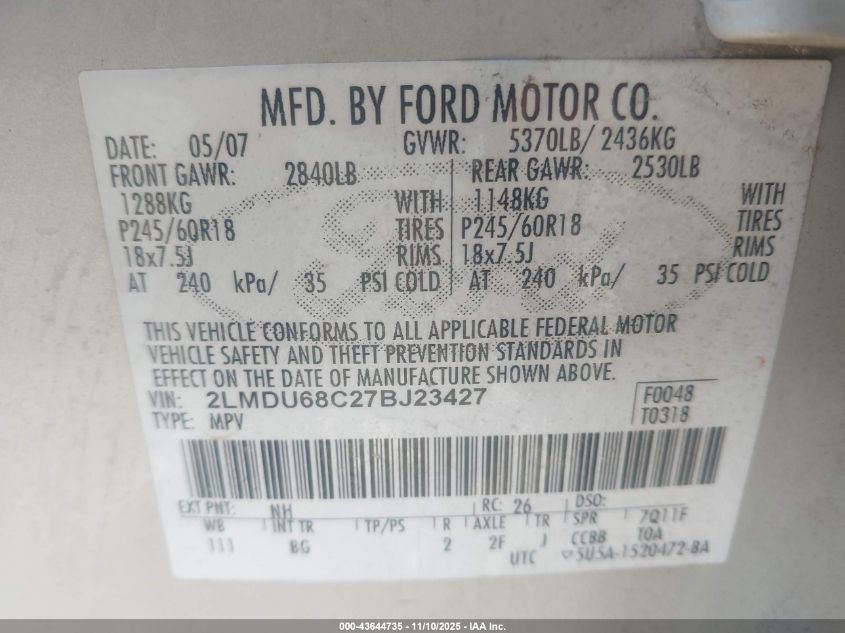 MFD. BY FORD MOTOR CO.
DATE: 05/07 GVWR: 5370LB/ 2436KG
FRONT GAWR: 2840LB REAR GAWR: 2530LB
1288KG WITH 1148KG WITH
P245/60R18 TIRES P245/60R18 TIRES
18x7.5J RIMS 18x7.5J RIMS
AT 240 kPa/ 35 PSI COLD AT 240 kPa/ 35 PSI COLD
THIS VEHICLE CONFORMS TO ALL APPLICABLE FEDERAL MOTOR
VEHICLE SAFETY AND THEFT PREVENTION STANDARDS IN
EFFECT ON THE DATE OF MANUFACTURE SHOWN ABOVE.
VIN: 2LMDU68C27BJ23427 F0048
TYPE: MPV T0318
EXT PNT: NH RC: 26 DSO:
WB INT TR TP/PS R AXLE TR SPR 7Q11F
111 BG 2 2F J CCBB T0A
UTC 5U5A-1520472-BA
000-43644735 - 11/10/2025 - IAA Inc.